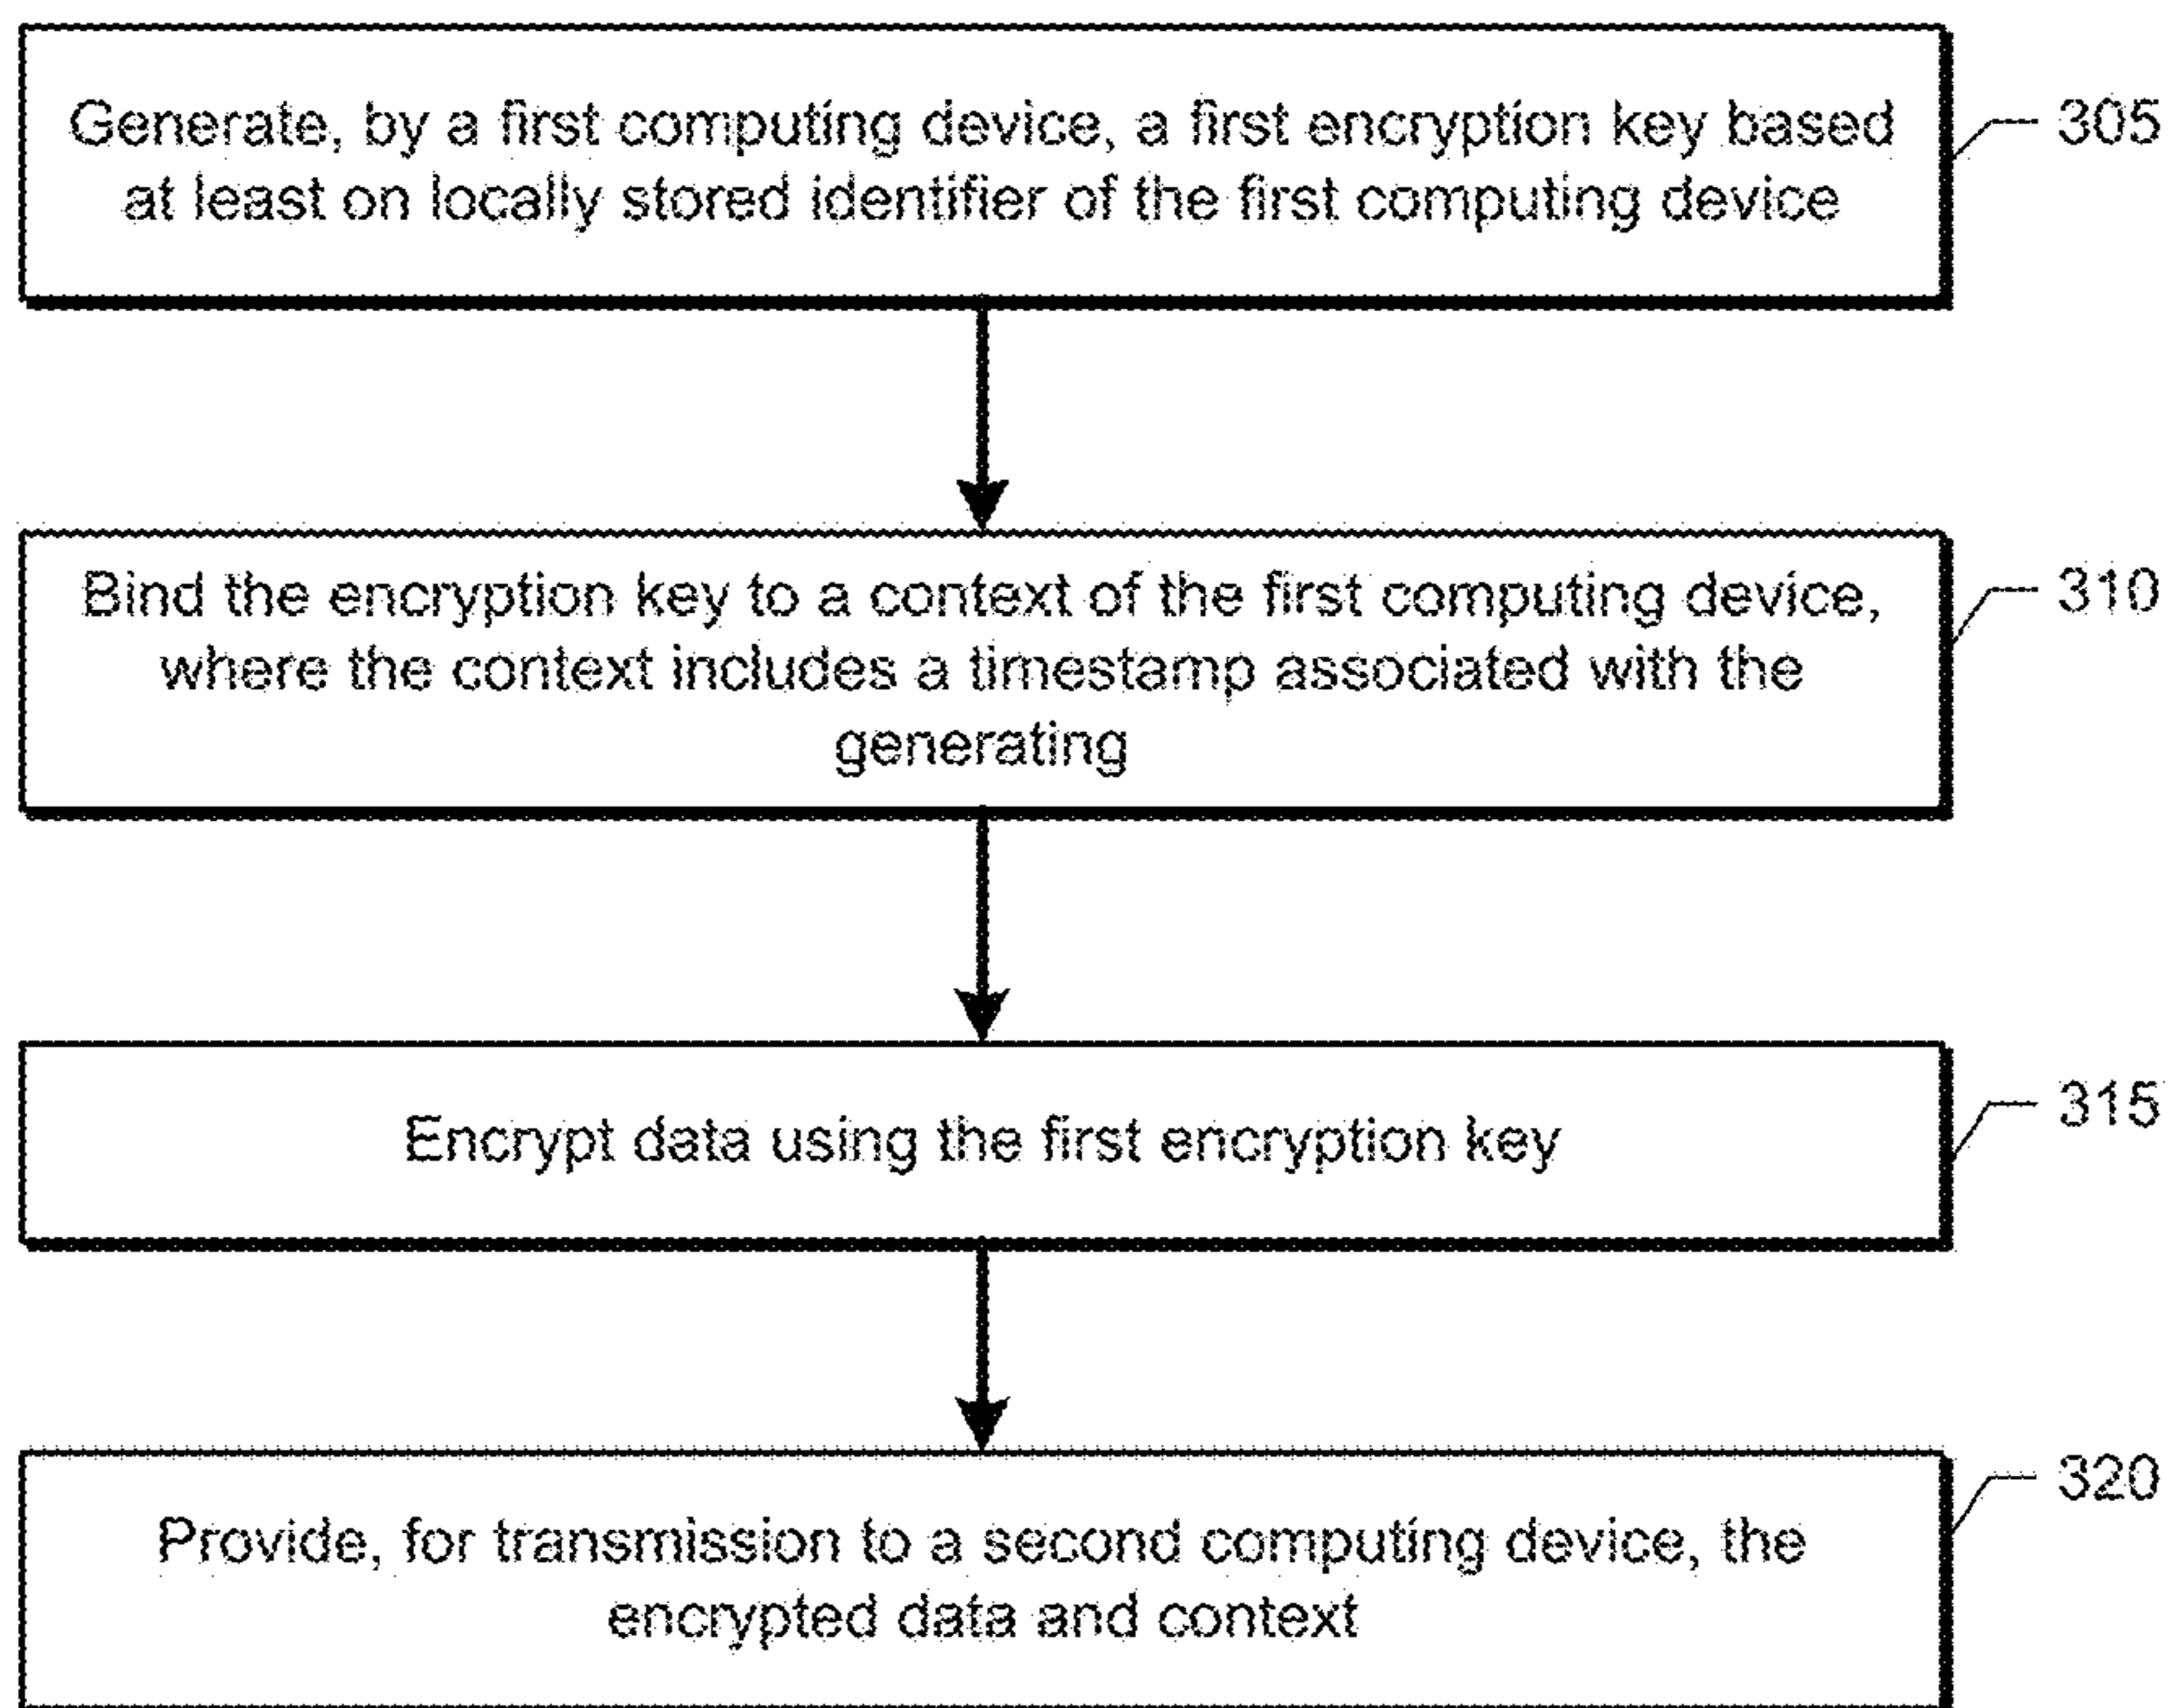 Generate, by a first computing device, a first encryption key based
at least on locally stored identifier of the first computing device
305
Bind the encryption key to a context of the first computing device,
where the context includes a timestamp associated with the
generating
310
Encrypt data using the first encryption key
315
Provide, for transmission to a second computing device, the
encrypted data and context
320